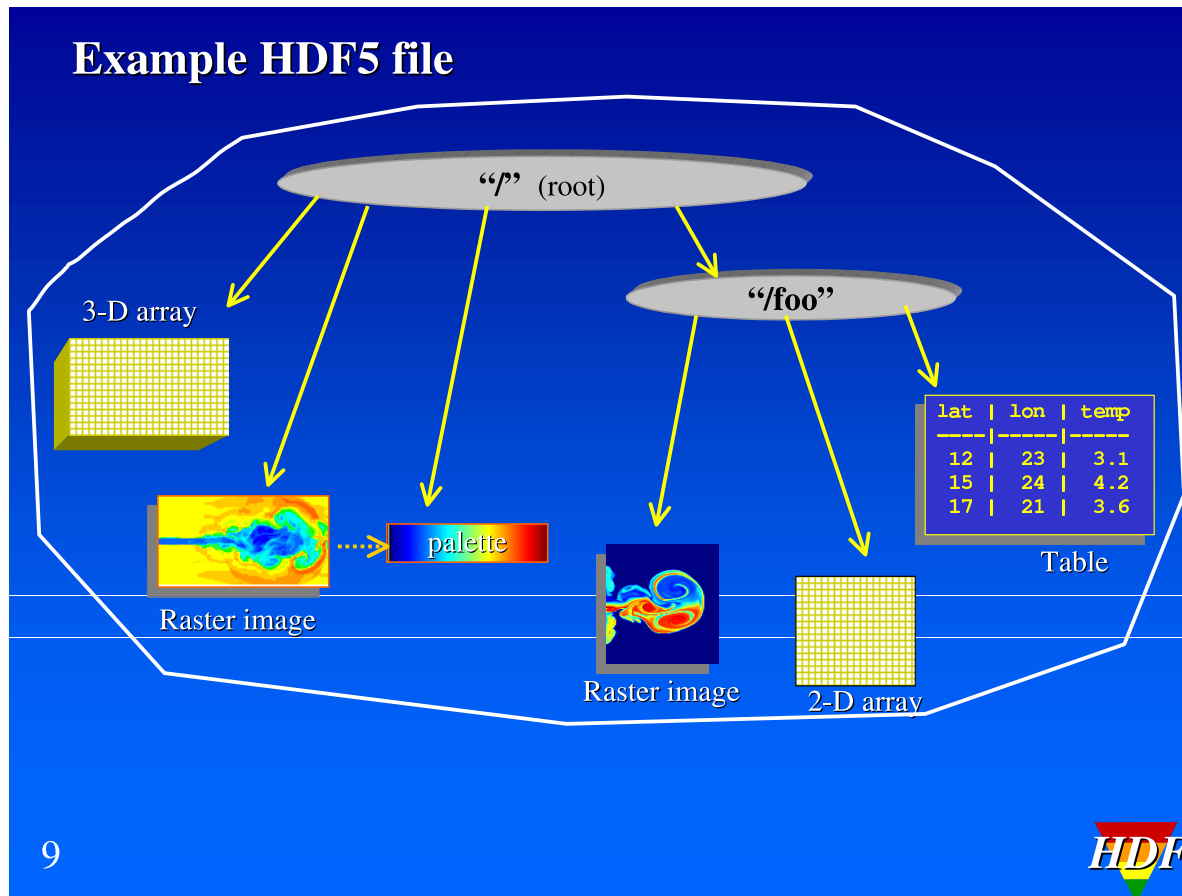 Example HDF5 file
“/” (root)
“/foo”
3-D array
lat | lon | temp
----|-----|-----
12 | 23 | 3.1
15 | 24 | 4.2
17 | 21 | 3.6
palette
Table
Raster image
Raster image
2-D array
9
HDF